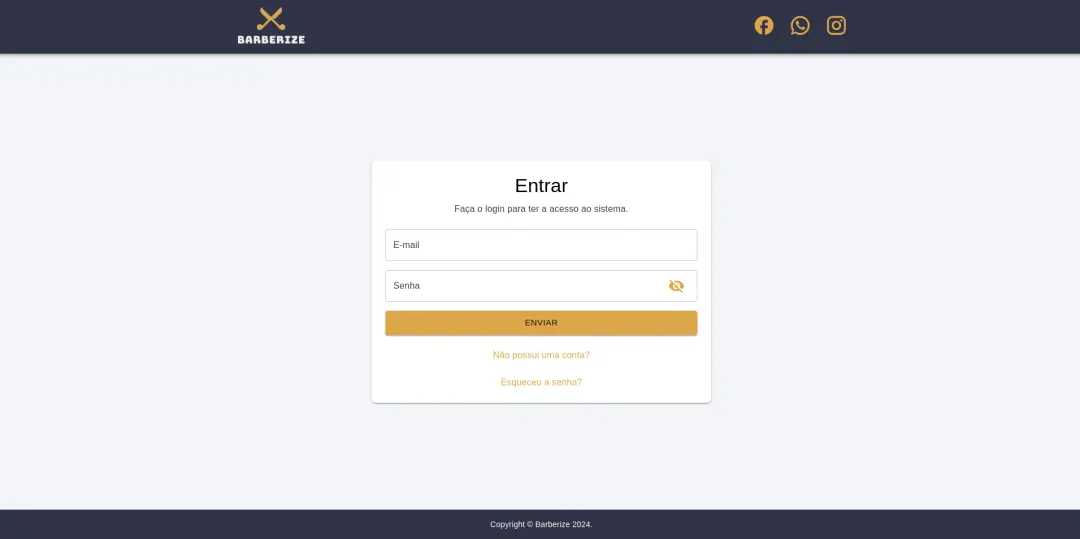 BARBERIZE
Entrar
Faça o login para ter a acesso ao sistema.
E-mail
Senha
ENVIAR
Não possui uma conta?
Esqueceu a senha?
Copyright © Barberize 2024.